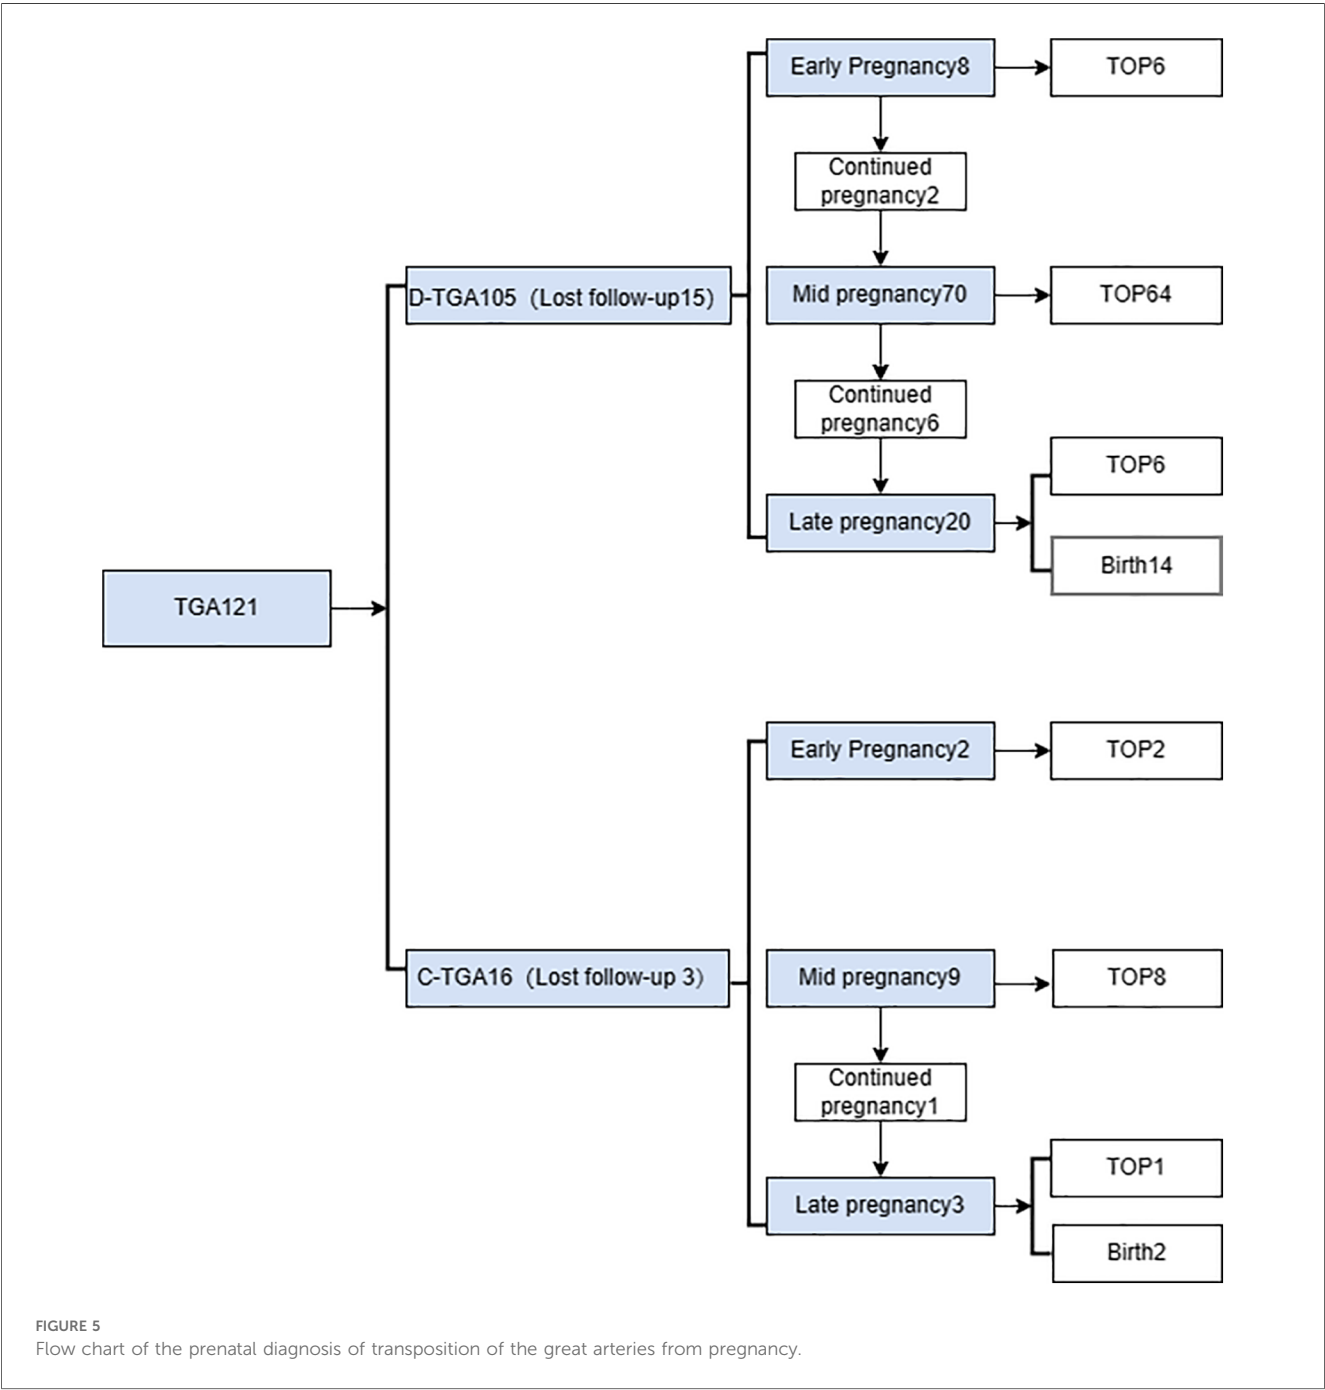 TGA121
D-TGA105 (Lost follow-up15)
Early Pregnancy8
TOP6
Continued
pregnancy2
Mid pregnancy70
TOP64
Continued
pregnancy6
Late pregnancy20
TOP6
Birth14
C-TGA16 (Lost follow-up 3)
Early Pregnancy2
TOP2
Mid pregnancy9
TOP8
Continued
pregnancy1
Late pregnancy3
TOP1
Birth2
FIGURE 5
Flow chart of the prenatal diagnosis of transposition of the great arteries from pregnancy.